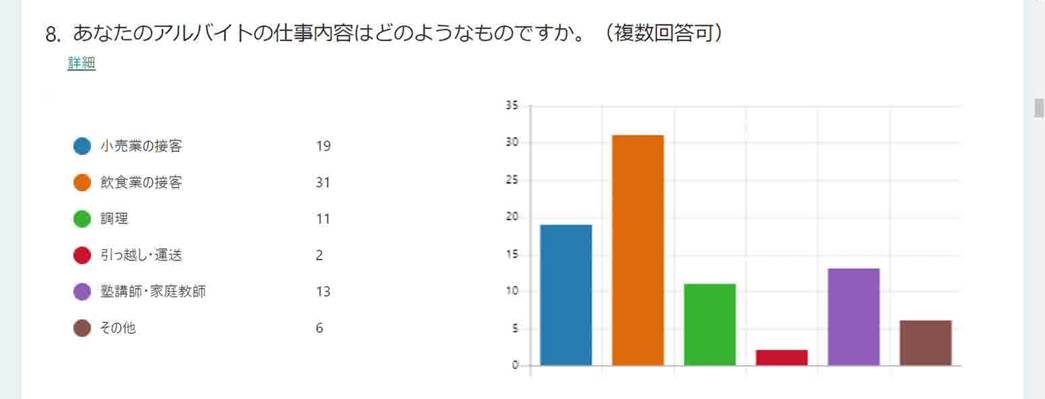 8. あなたのアルバイトの仕事内容はどのようなものですか。（複数回答可）
詳細
小売業の接客 19
飲食業の接客 31
調理 11
引っ越し・運送 2
塾講師・家庭教師 13
その他 6
35
30
25
20
15
10
5
0